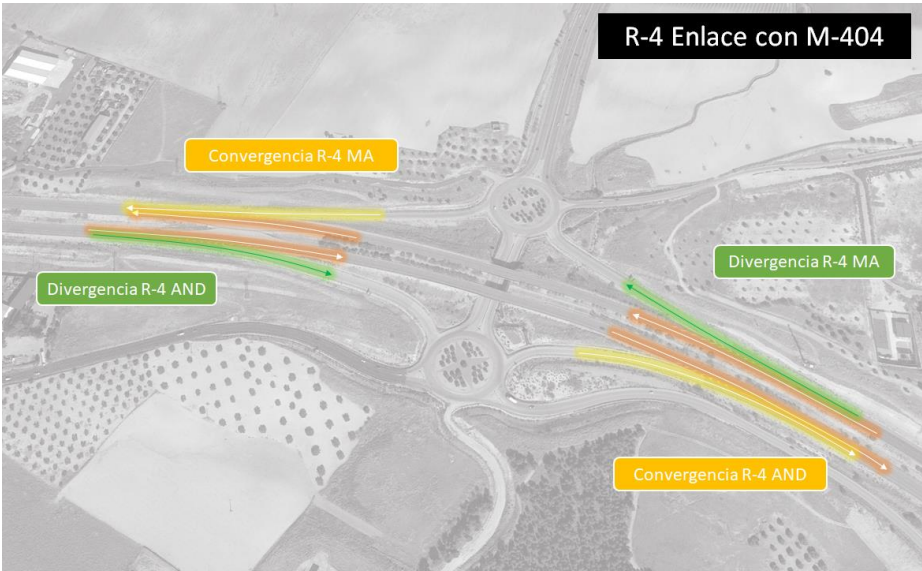 R-4 Enlace con M-404
Convergencia R-4 MA
Divergencia R-4 MA
Divergencia R-4 AND
Convergencia R-4 AND